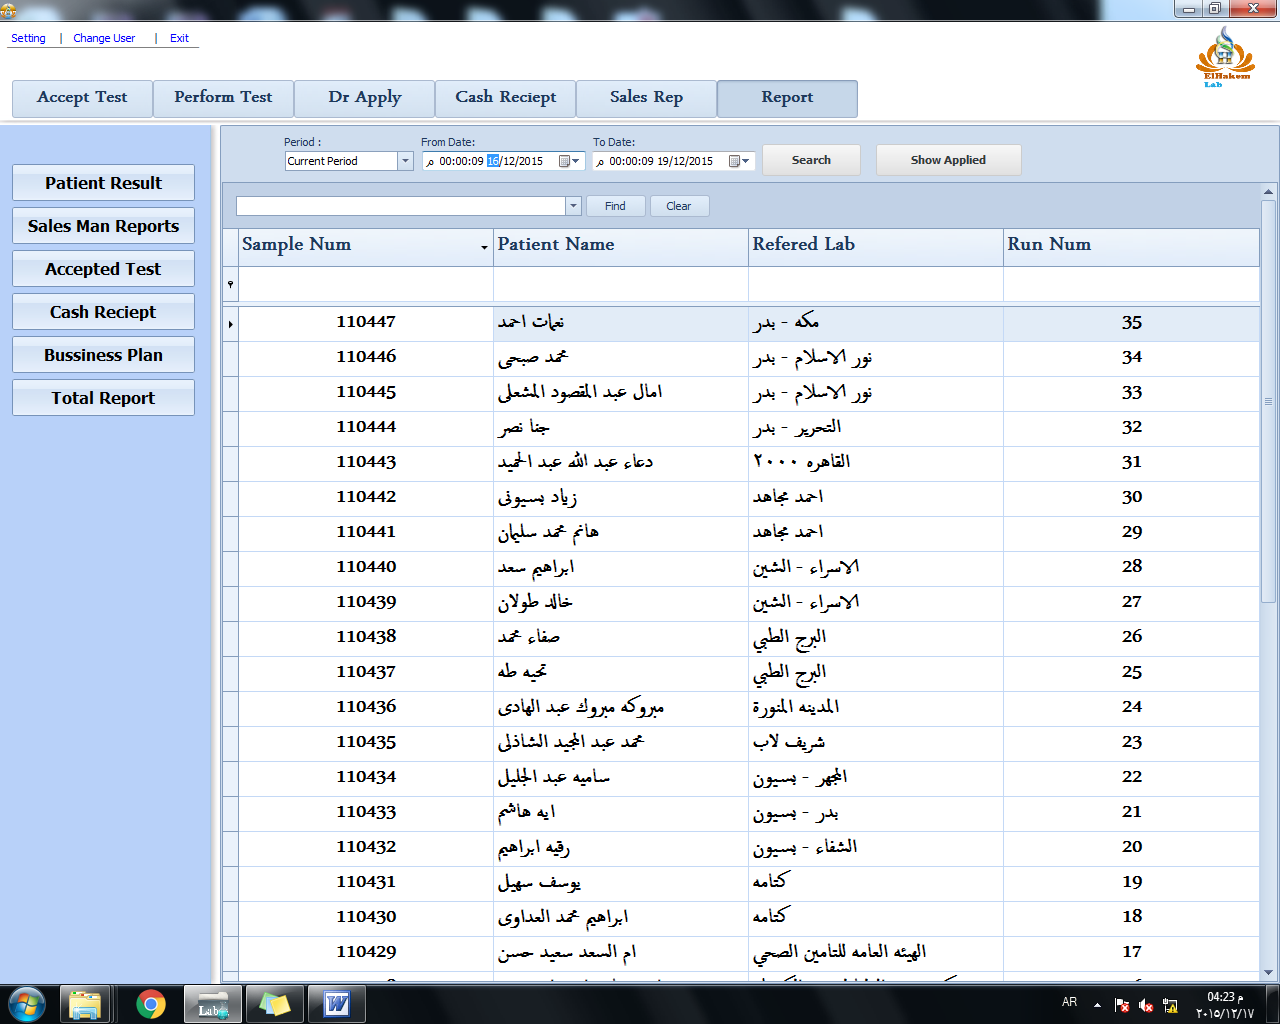 Setting | Change User | Exit
ElHakem
Lab
Accept Test Perform Test Dr Apply Cash Reciept Sales Rep Report
Period : From Date: To Date:
Current Period م 00:00:09 16/12/2015 م 00:00:09 19/12/2015 Search Show Applied
Patient Result
Sales Man Reports
Accepted Test
Cash Reciept
Bussiness Plan
Total Report
Find Clear
Sample Num Patient Name Refered Lab Run Num
110447 نعمات احمد مكه - بدر 35
110446 محمد صبحى نور الاسلام - بدر 34
110445 امال عبد المقصود المشعلى نور الاسلام - بدر 33
110444 جنا نصر التحرير - بدر 32
110443 دعاء عبد الله عبد الحميد القاهره ٢٠٠٠ 31
110442 زياد بسيونى احمد مجاهد 30
110441 هانم محمد سليمان احمد مجاهد 29
110440 ابراهيم سعد الاسراء - الشين 28
110439 خالد طولان الاسراء - الشين 27
110438 صفاء محمد البرج الطبي 26
110437 تحيه طه البرج الطبي 25
110436 مبروكه مبروك عبد الهادى المدينه المنورة 24
110435 محمد عبد المجيد الشاذلى شريف لاب 23
110434 ساميه عبد الجليل المجهر - بسيون 22
110433 ايه هاشم بدر - بسيون 21
110432 رقيه ابراهيم الشفاء - بسيون 20
110431 يوسف سهيل كتامه 19
110430 ابراهيم محمد العداوى كتامه 18
110429 ام السعد سعيد حسن الهيئه العامه للتامين الصحي 17
Lab
AR
04:23 م
٢٠١٥/١٢/١٧